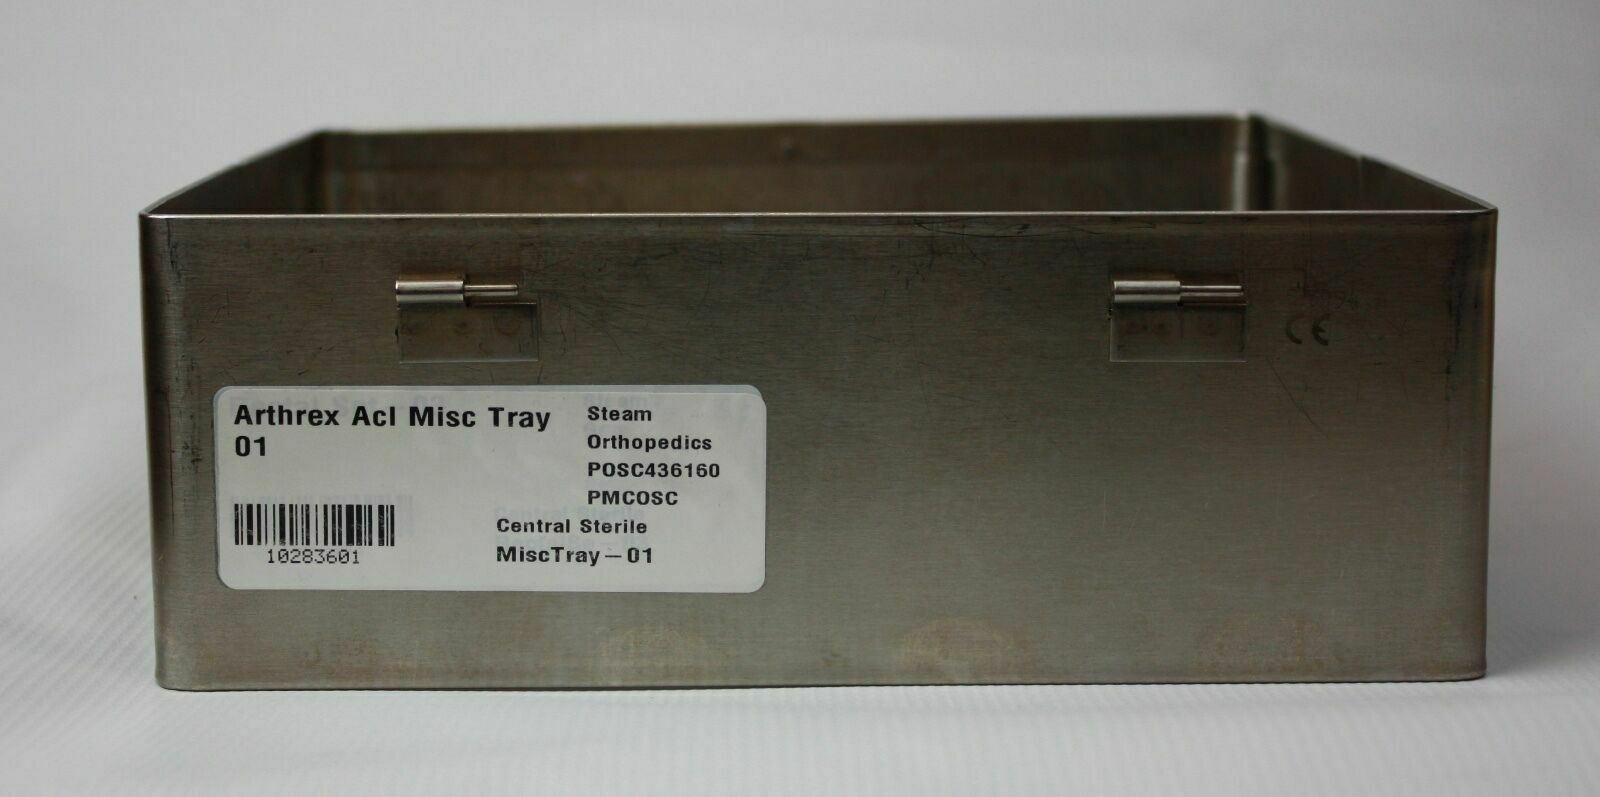 Arthrex Acl Misc Tray
01
Steam
Orthopedics
POSC436160
PMCOSC
Central Sterile
MiscTray-01
10283601
CE